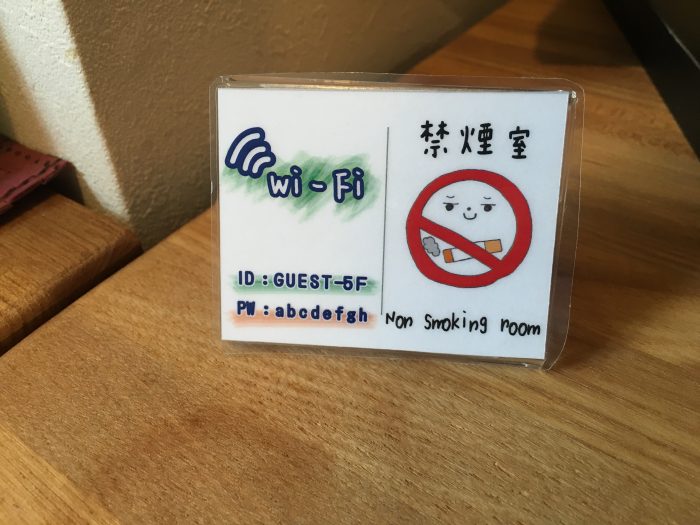 wi-Fi
ID:GUEST-5F
PW:abcdefgh
禁煙室
Non Smoking room